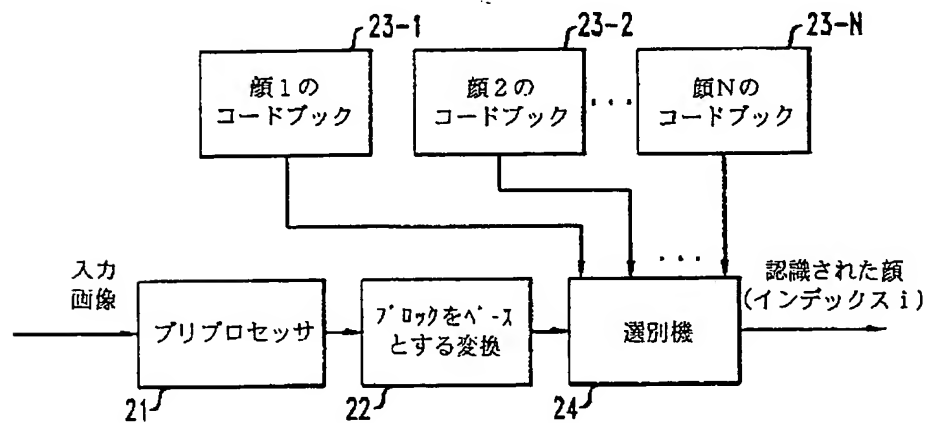 23-1
23-2
23-N
顔1の
コードブック
顔2の
コードブック
...
顔Nの
コードブック
入力
画像
プリプロセッサ
21
ブロックをベース
とする変換
22
...
選別機
24
認識された顔
(インデックスi)